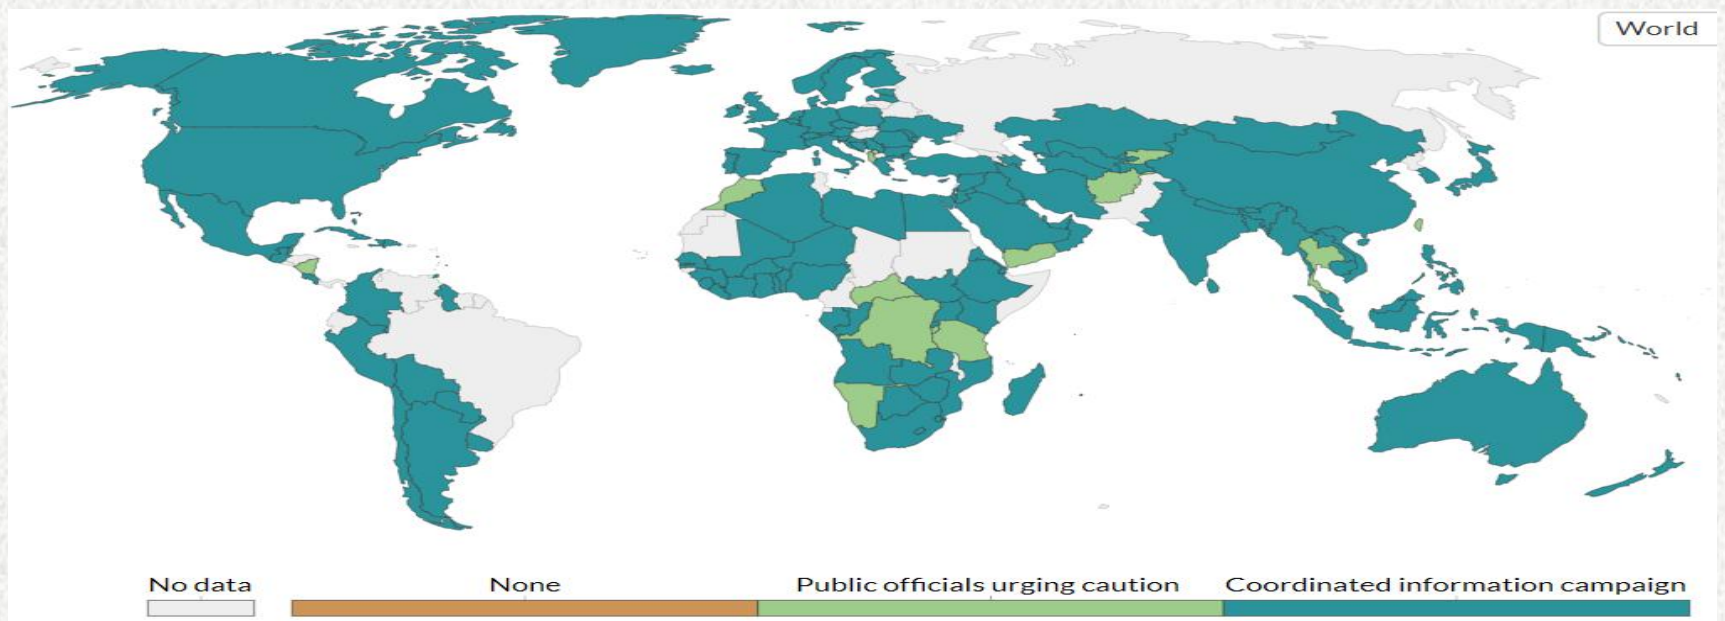 World
No data
None
Public officials urging caution
Coordinated information campaign